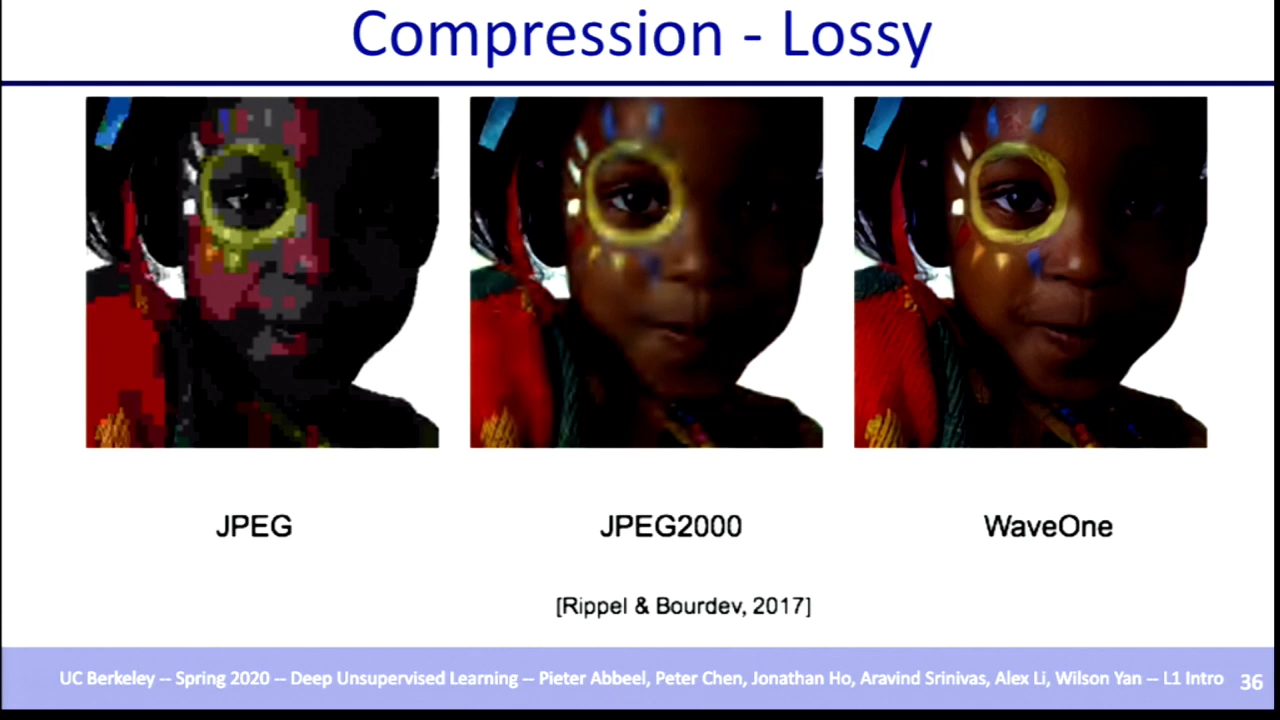 Compression - Lossy
JPEG
JPEG2000
WaveOne
[Rippel & Bourdev, 2017]
UC Berkeley -- Spring 2020 -- Deep Unsupervised Learning -- Pieter Abbeel, Peter Chen, Jonathan Ho, Aravind Srinivas, Alex Li, Wilson Yan -- L1 Intro 36